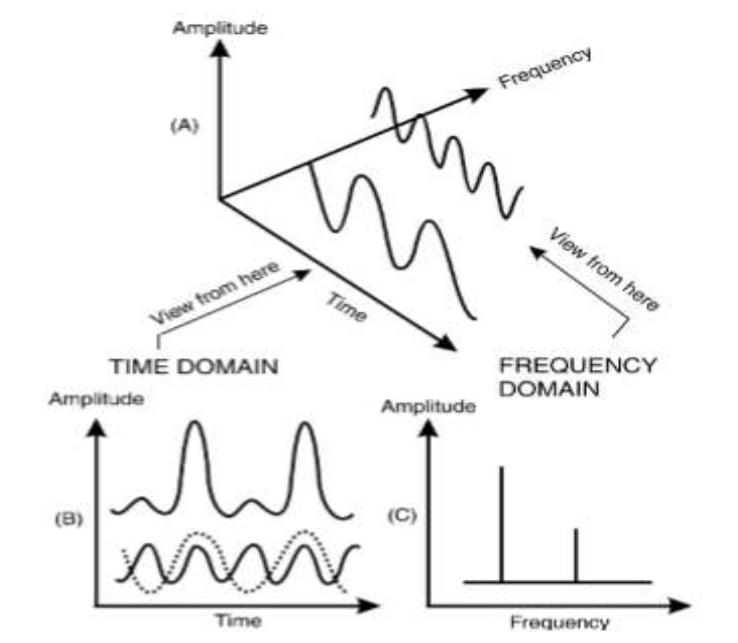 Amplitude
Frequency
(A)
View from here
View from here
Time
TIME DOMAIN
FREQUENCY
DOMAIN
Amplitude
Amplitude
(B)
(C)
Time
Frequency